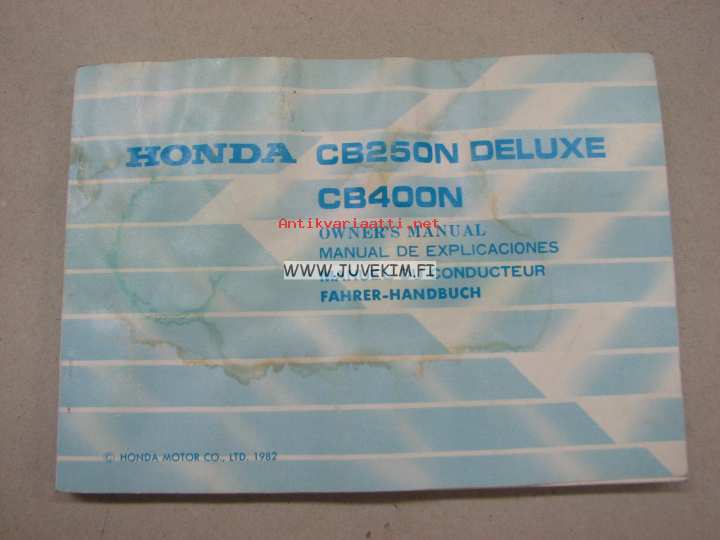 HONDA CB250N DELUXE
CB400N
Antikvariaatti.net
OWNER'S MANUAL
MANUAL DE EXPLICACIONES
WWW.JUVEKIM.FI
CONDUCTEUR
FAHRER-HANDBUCH
© HONDA MOTOR CO., LTD. 1982